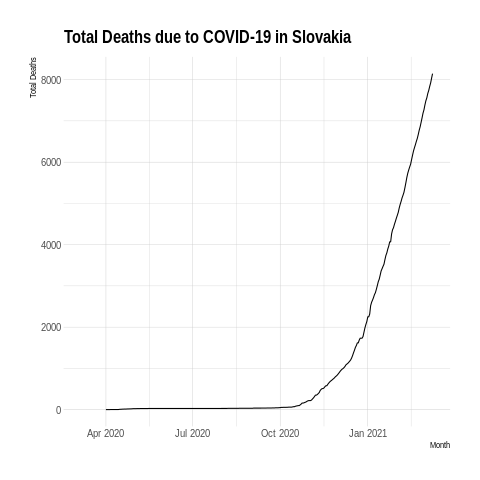 Total Deaths due to COVID-19 in Slovakia
Total Deaths
8000
6000
4000
2000
0
Apr 2020
Jul 2020
Oct 2020
Jan 2021
Month